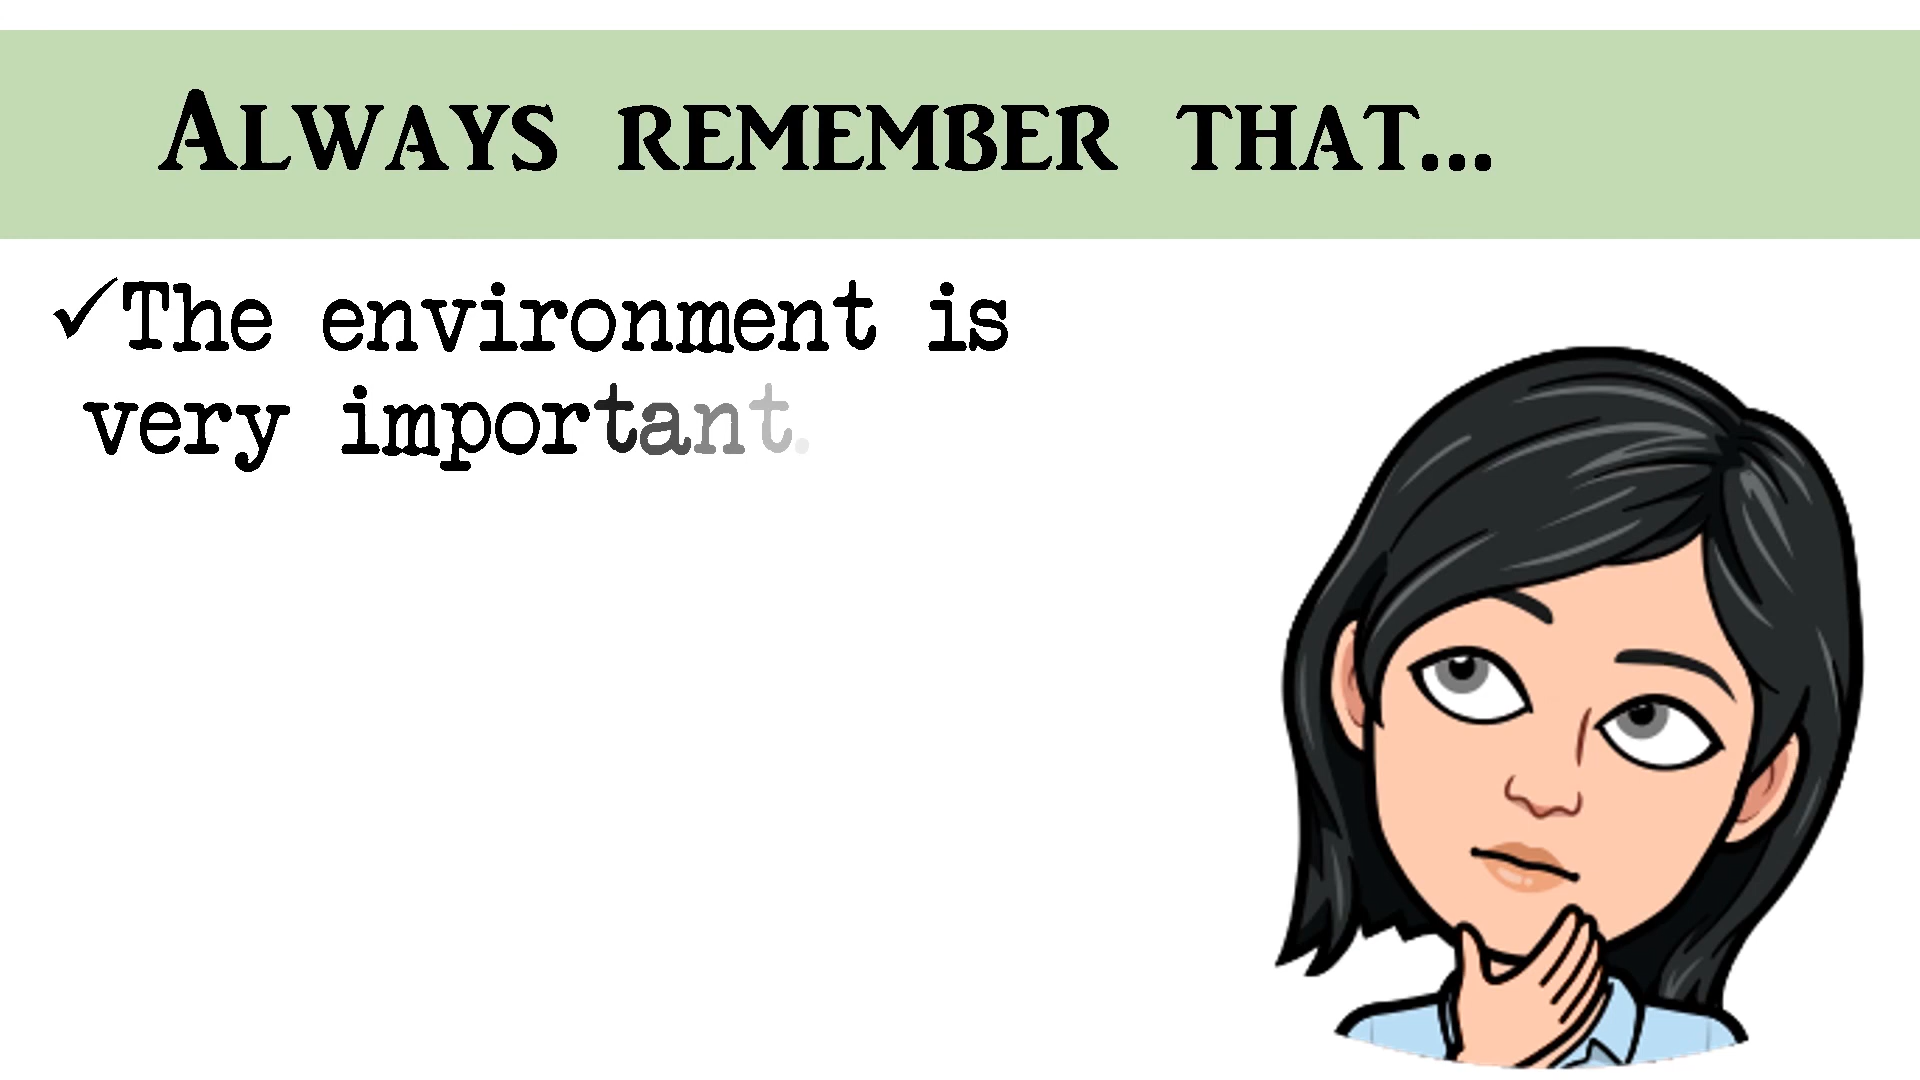 Always remember that...
✓The environment is
very important.